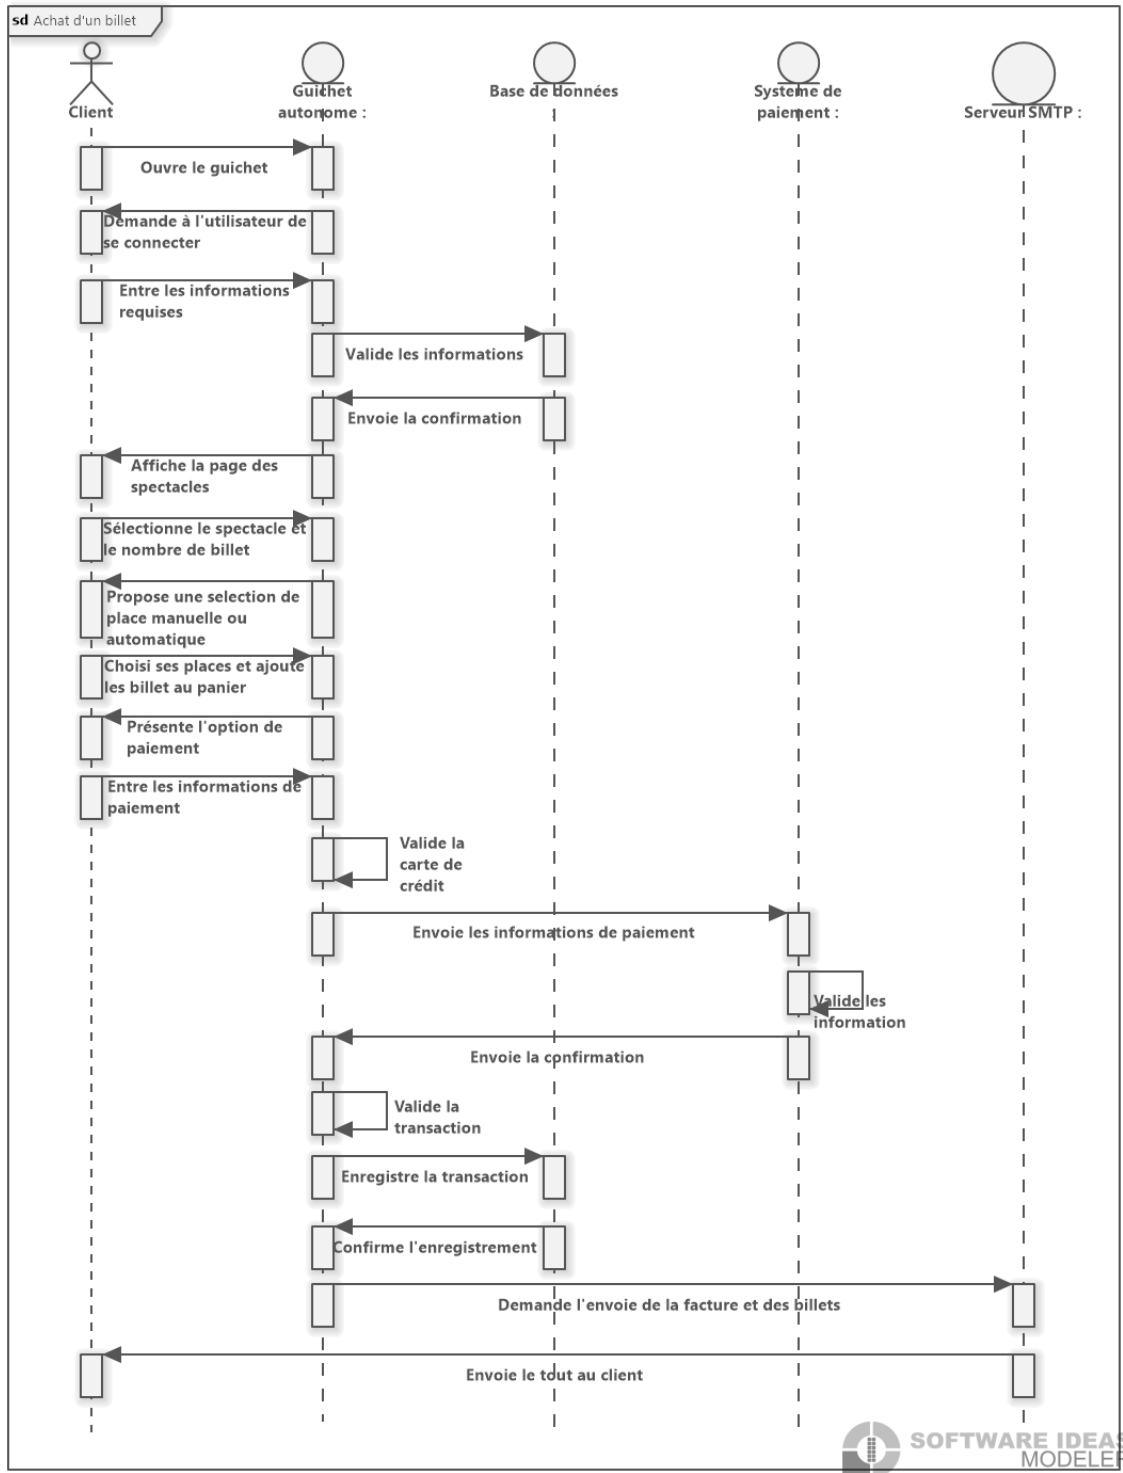 sd Achat d'un billet
Client
Guichet
autonome :
Base de données
:
Système de
paiement :
Serveur SMTP :
Ouvre le guichet
Demande à l'utilisateur de
se connecter
Entre les informations
requises
Valide les informations
Envoie la confirmation
Affiche la page des
spectacles
Sélectionne le spectacle et
le nombre de billet
Propose une selection de
place manuelle ou
automatique
Choisi ses places et ajoute
les billet au panier
Présente l'option de
paiement
Entre les informations de
paiement
Valide la
carte de
crédit
Envoie les informations de paiement
Valide les
information
Envoie la confirmation
Valide la
transaction
Enregistre la transaction
Confirme l'enregistrement
Demande l'envoie de la facture et des billets
Envoie le tout au client
SOFTWARE IDEAS
MODELER